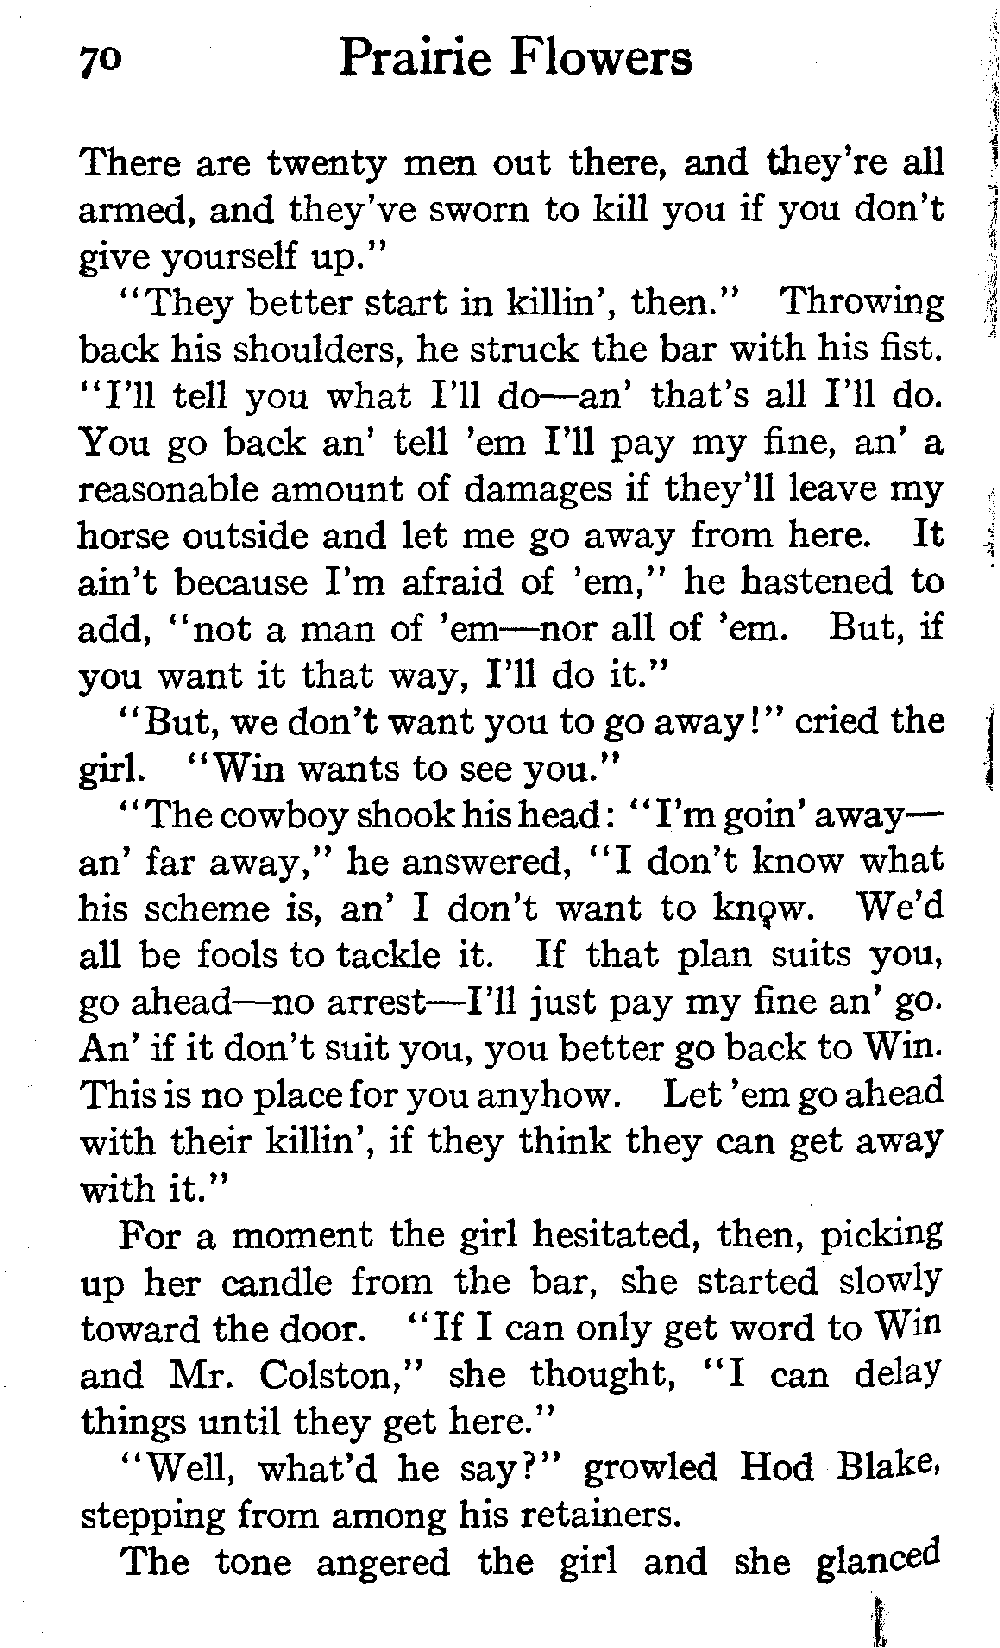 70 Prairie Flowers
There are twenty men out there, and they're all
armed, and they've sworn to kill you if you don't
give yourself up."
"They better start in killin', then." Throwing
back his shoulders, he struck the bar with his fist.
"I'll tell you what I'll do—an' that's all I'll do.
You go back an' tell 'em I'll pay my fine, an' a
reasonable amount of damages if they'll leave my
horse outside and let me go away from here. It
ain't because I'm afraid of 'em," he hastened to
add, "not a man of 'em—nor all of 'em. But, if
you want it that way, I'll do it."
"But, we don't want you to go away!" cried the
girl. "Win wants to see you."
"The cowboy shook his head: "I'm goin' away—
an' far away," he answered, "I don't know what
his scheme is, an' I don't want to know. We'd
all be fools to tackle it. If that plan suits you,
go ahead—no arrest—I'll just pay my fine an' go.
An' if it don't suit you, you better go back to Win.
This is no place for you anyhow. Let 'em go ahead
with their killin', if they think they can get away
with it."
For a moment the girl hesitated, then, picking
up her candle from the bar, she started slowly
toward the door. "If I can only get word to Win
and Mr. Colston," she thought, "I can delay
things until they get here."
"Well, what'd he say?" growled Hod Blake,
stepping from among his retainers.
The tone angered the girl and she glanced